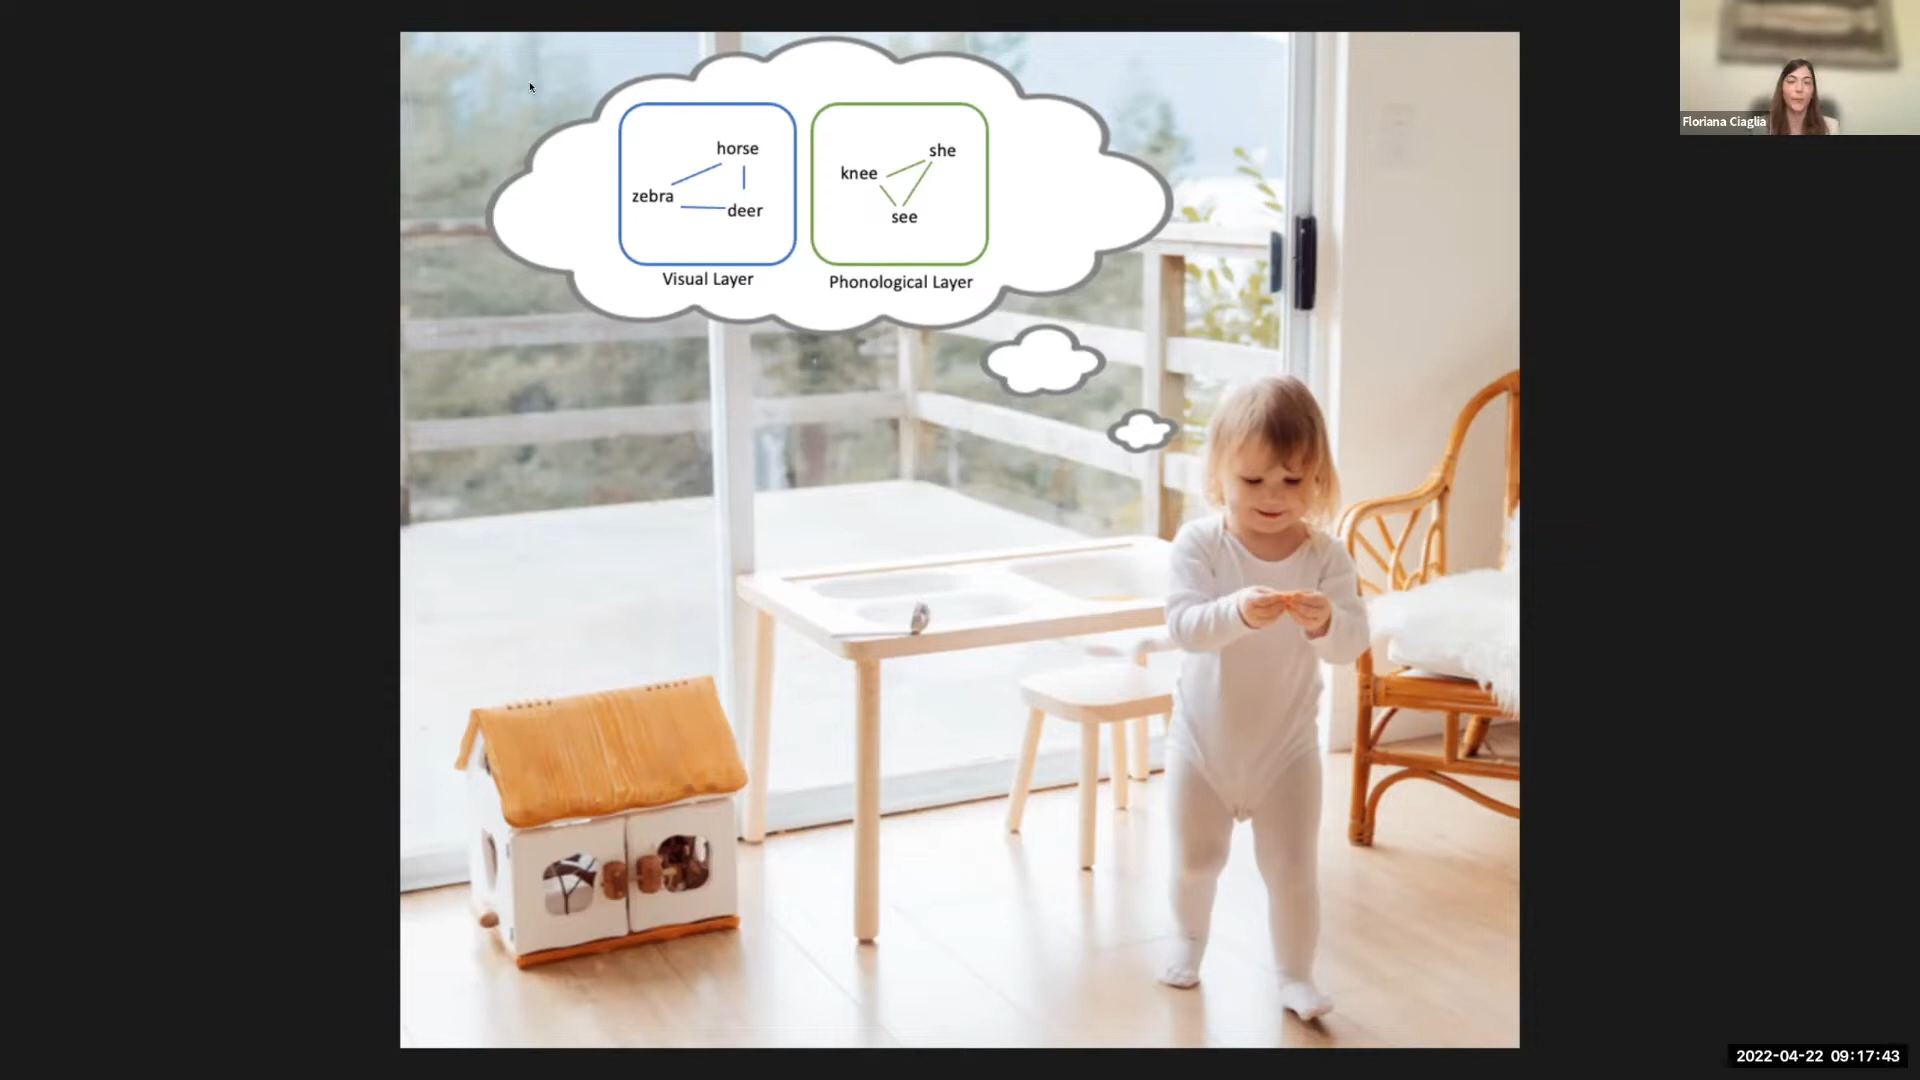 horse
zebra
deer
Visual Layer
she
knee
see
Phonological Layer
Floriana Ciaglia
2022-04-22 09:17:43